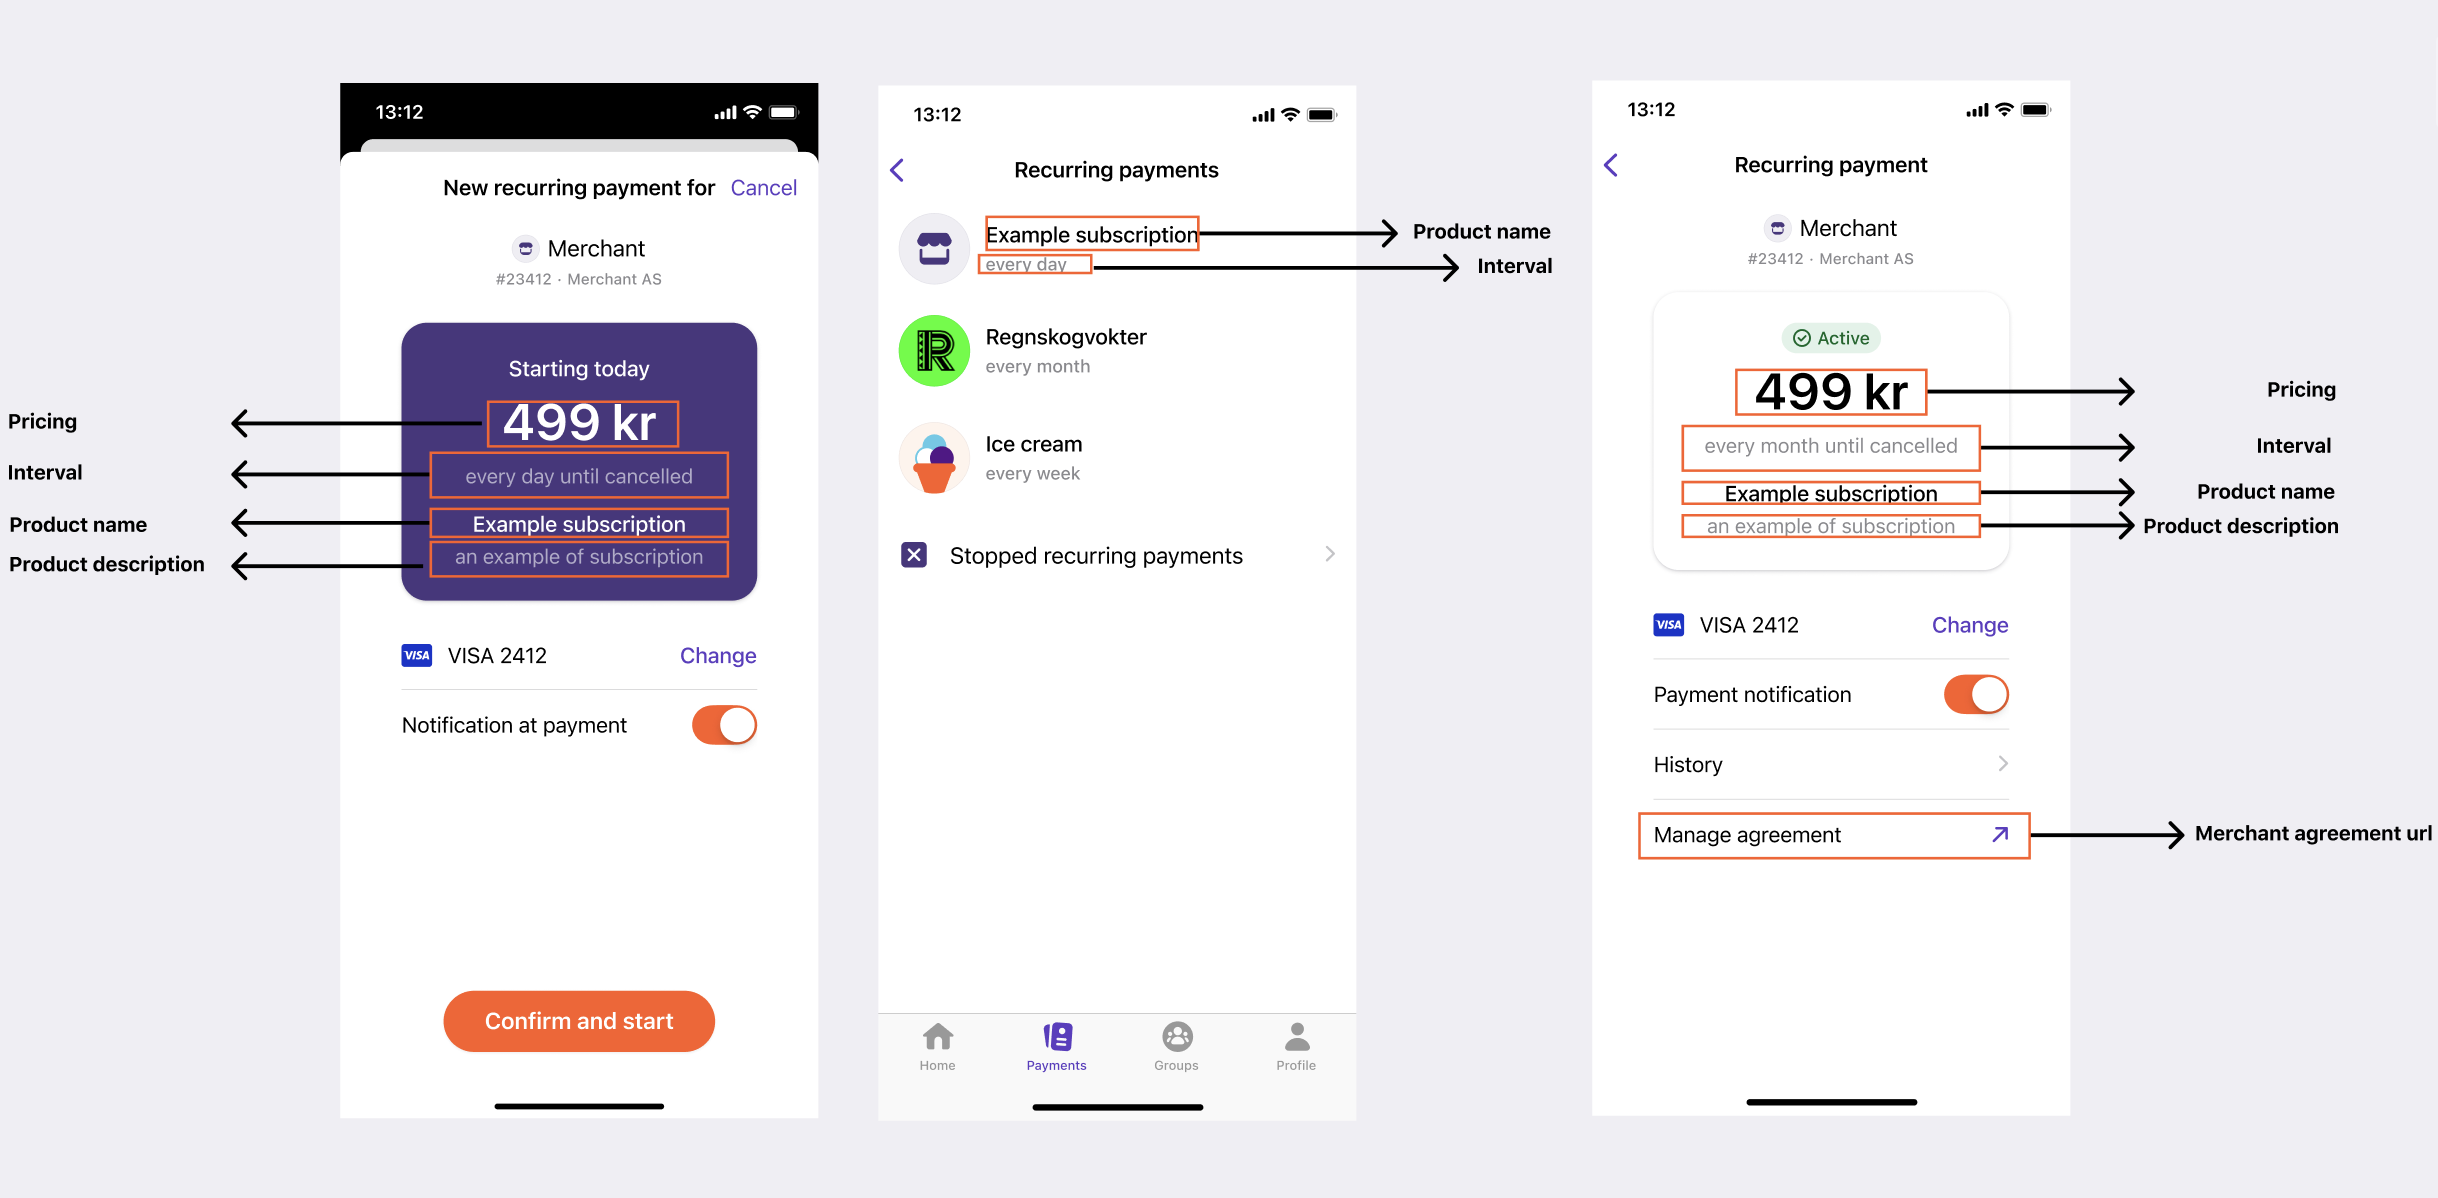 13:12
New recurring payment for
Cancel
Merchant
#23412 · Merchant AS
Starting today
499 kr
every day until cancelled
Example subscription
an example of subscription
Pricing
Interval
Product name
Product description
VISA
VISA 2412
Change
Notification at payment
Confirm and start
13:12
Recurring payments
Example subscription
every day
Product name
Interval
R
Regnskogvokter
every month
Ice cream
every week
Stopped recurring payments
Home
Payments
Groups
Profile
13:12
Recurring payment
Merchant
#23412 · Merchant AS
Active
499 kr
every month until cancelled
Example subscription
an example of subscription
Pricing
Interval
Product name
Product description
VISA
VISA 2412
Change
Payment notification
History
Manage agreement
Merchant agreement url